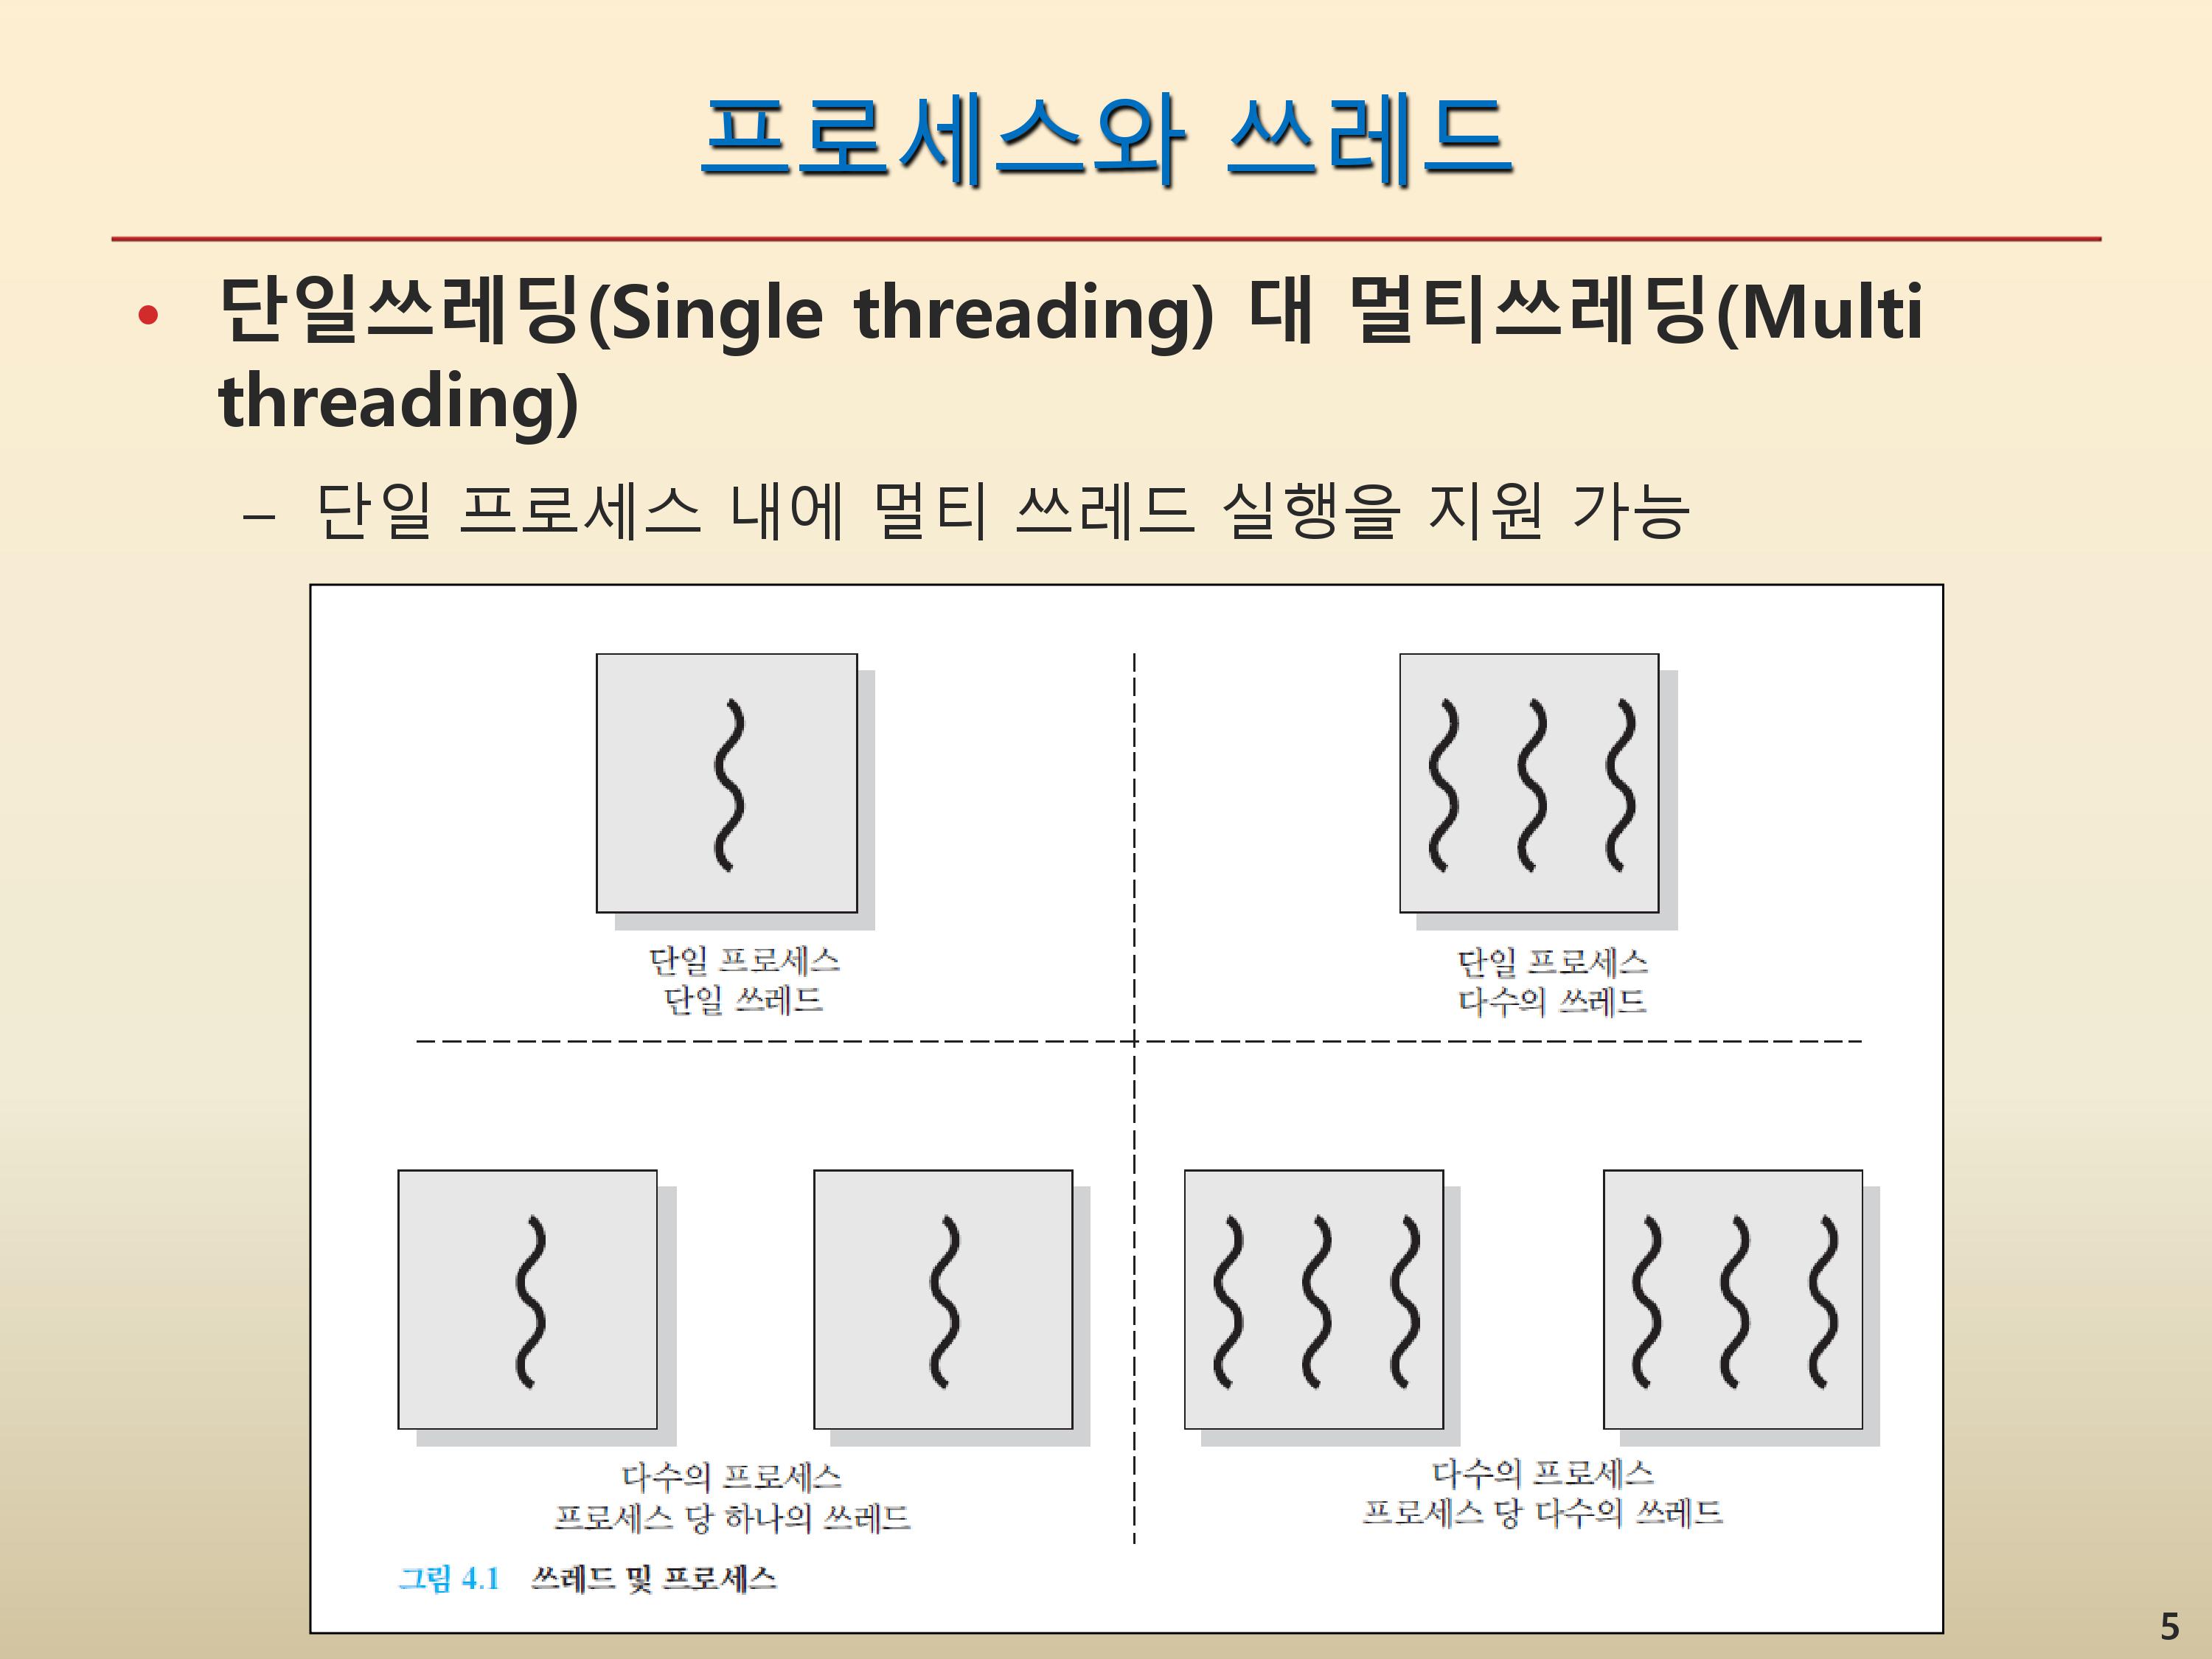 프로세스와 쓰레드
• 단일쓰레딩(Single threading) 대 멀티쓰레딩(Multi
threading)
– 단일 프로세스 내에 멀티 쓰레드 실행을 지원 가능
단일 프로세스
단일 쓰레드
단일 프로세스
다수의 쓰레드
다수의 프로세스
프로세스 당 하나의 쓰레드
다수의 프로세스
프로세스 당 다수의 쓰레드
그림 4.1 쓰레드 및 프로세스
5